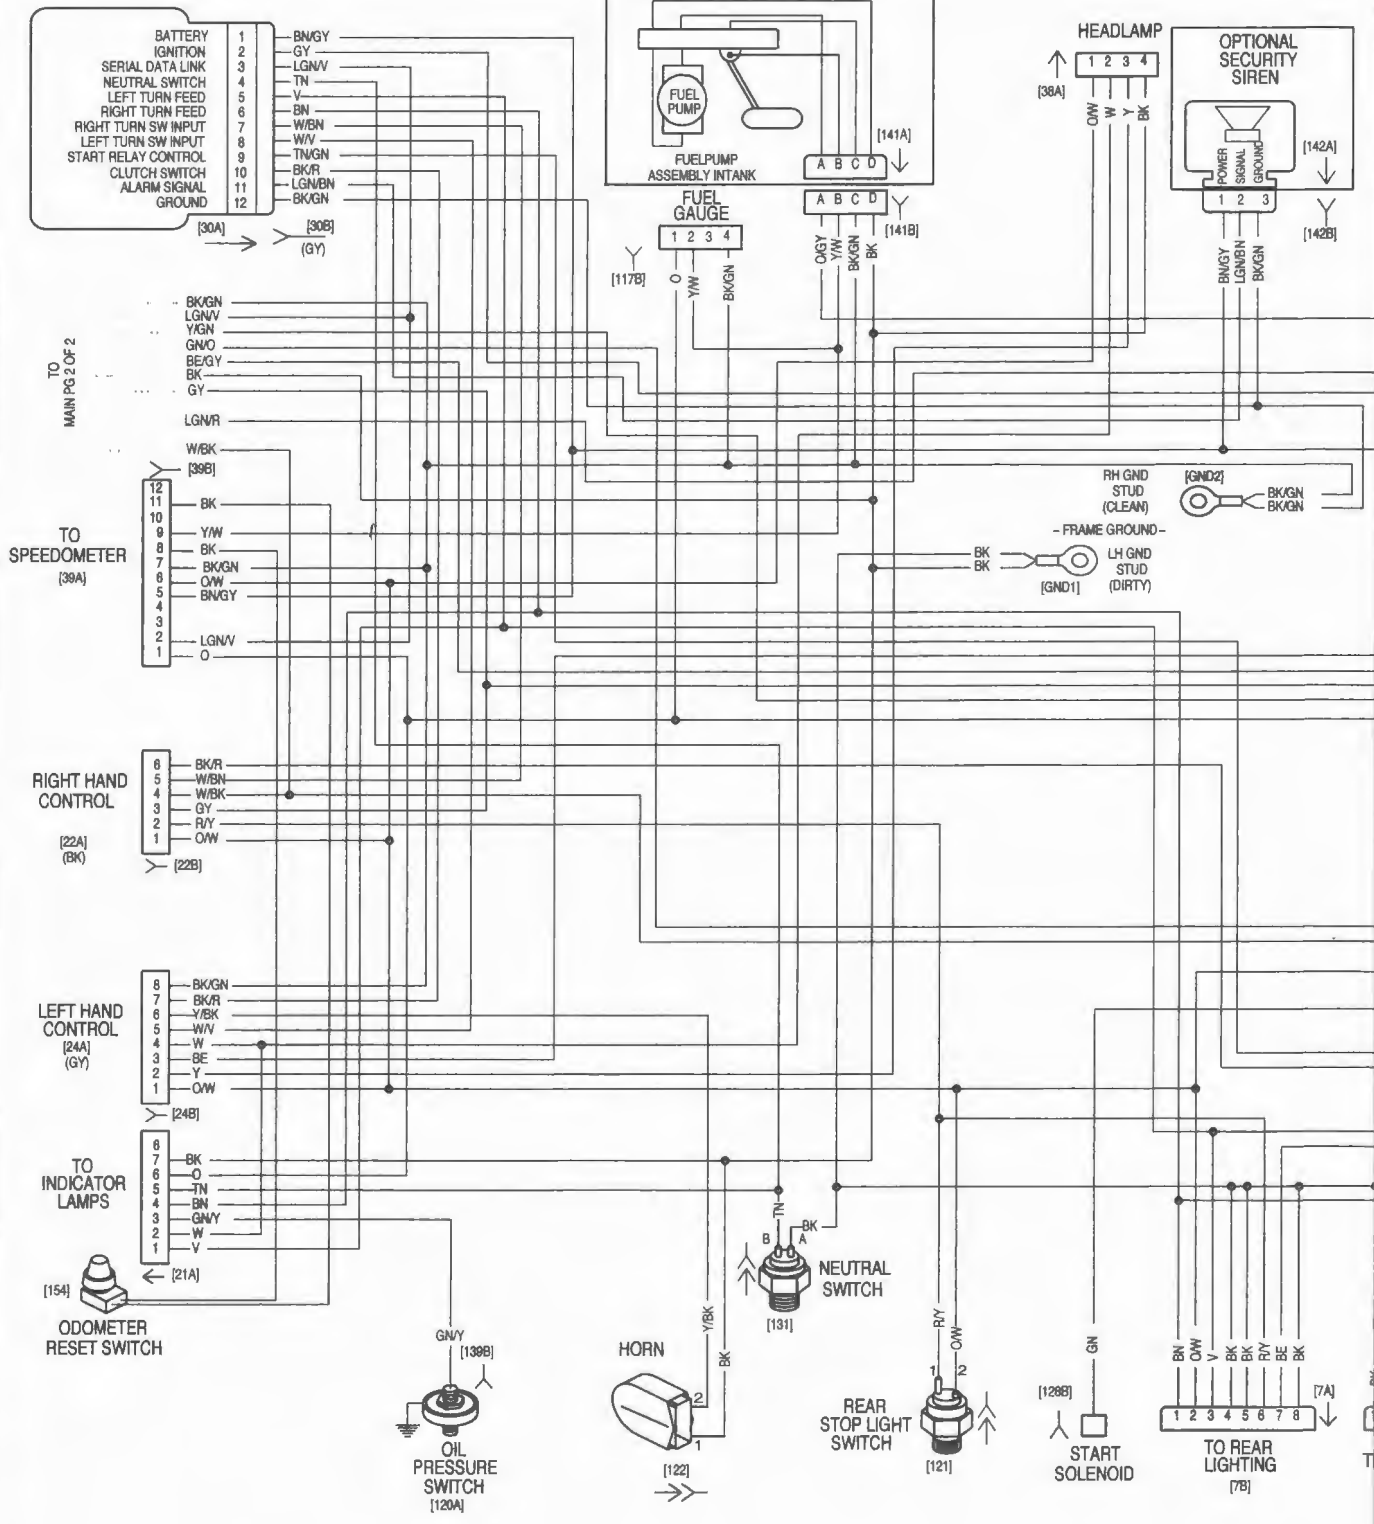 BATTERY 1 BN/GY
IGNITION 2 GY
SERIAL DATA LINK 3 LGN/V
NEUTRAL SWITCH 4 TN
LEFT TURN FEED 5 V
RIGHT TURN FEED 6 BN
RIGHT TURN SW INPUT 7 W/BN
LEFT TURN SW INPUT 8 W/V
START RELAY CONTROL 9 TN/GN
CLUTCH SWITCH 10 BK/R
ALARM SIGNAL 11 LGN/BN
GROUND 12 BK/GN
[30A] [30B]
(GY)
FUEL
PUMP
FUELPUMP
ASSEMBLY INTANK
[141A]
A B C D
A B C D
[141B]
O/GY Y/W BK/GN BK
FUEL
GAUGE
1 2 3 4
[117B]
O Y/W BK/GN
HEADLAMP
1 2 3 4
[38A]
O/W W Y BK
OPTIONAL
SECURITY
SIREN
POWER SIGNAL GROUND
1 2 3
[142A]
[142B]
BN/GY LGN/BN BK/GN
TO
MAIN PG 2 OF 2
BK/GN
LGN/V
Y/GN
GN/O
BE/GY
BK
GY
LGN/R
W/BK
[39B]
TO
SPEEDOMETER
[39A]
12
11 BK
10
9 Y/W
8 BK
7 BK/GN
6 O/W
5 BN/GY
4
3
2 LGN/V
1 O
RH GND
STUD
(CLEAN)
[GND2]
BK/GN
BK/GN
- FRAME GROUND -
BK
BK
[GND1]
LH GND
STUD
(DIRTY)
RIGHT HAND
CONTROL
[22A]
(BK)
6 BK/R
5 W/BN
4 W/BK
3 GY
2 R/Y
1 O/W
[22B]
LEFT HAND
CONTROL
[24A]
(GY)
8 BK/GN
7 BK/R
6 Y/BK
5 W/V
4 W
3 BE
2 Y
1 O/W
[24B]
TO
INDICATOR
LAMPS
8
7 BK
6 O
5 TN
4 BN
3 GN/Y
2 W
1 V
[21A]
[154]
ODOMETER
RESET SWITCH
GN/Y
[139B]
OIL
PRESSURE
SWITCH
[120A]
HORN
Y/BK
BK
2
1
[122]
TN
BK
B A
NEUTRAL
SWITCH
[131]
R/Y
O/W
1 2
REAR
STOP LIGHT
SWITCH
[121]
GN
[128B]
START
SOLENOID
BN O/W V BK BK R/Y BE BK
1 2 3 4 5 6 7 8
[7A]
TO REAR
LIGHTING
[7B]